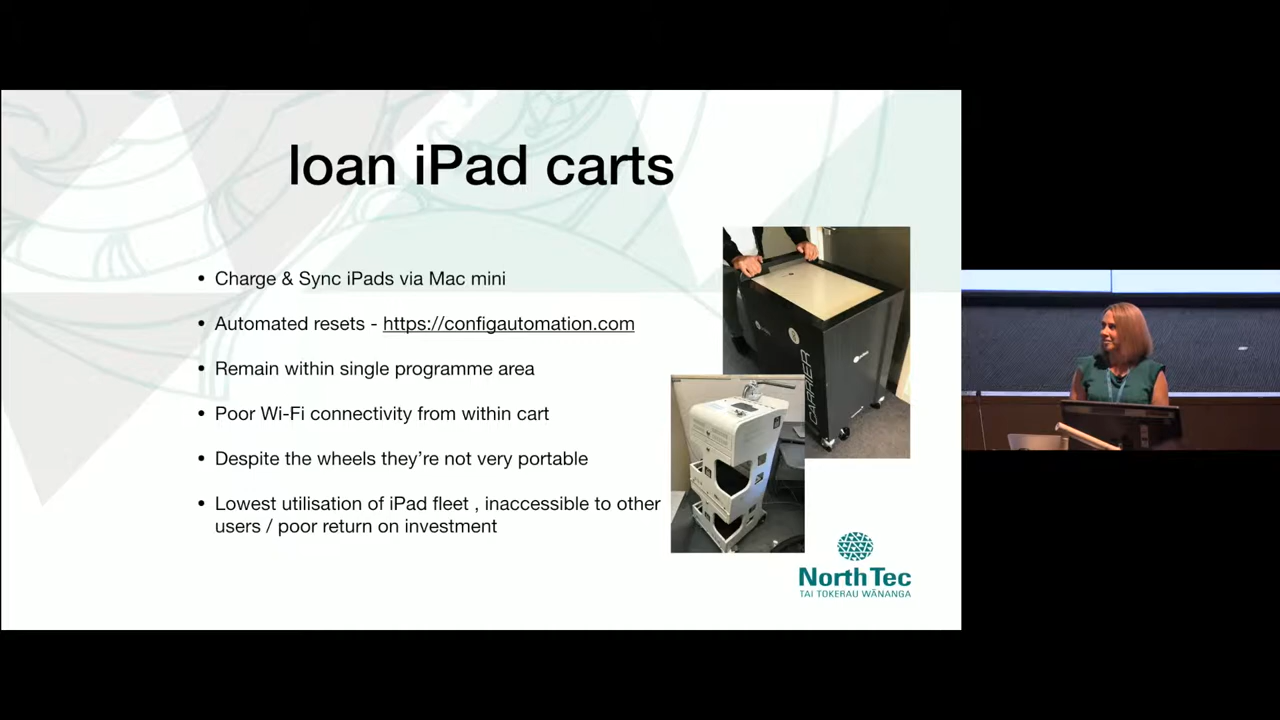 loan iPad carts
• Charge & Sync iPads via Mac mini
• Automated resets - https://configautomation.com
• Remain within single programme area
• Poor Wi-Fi connectivity from within cart
• Despite the wheels they’re not very portable
• Lowest utilisation of iPad fleet , inaccessible to other
users / poor return on investment
CARRIER
NorthTec
TAI TOKERAU WĀNANGA